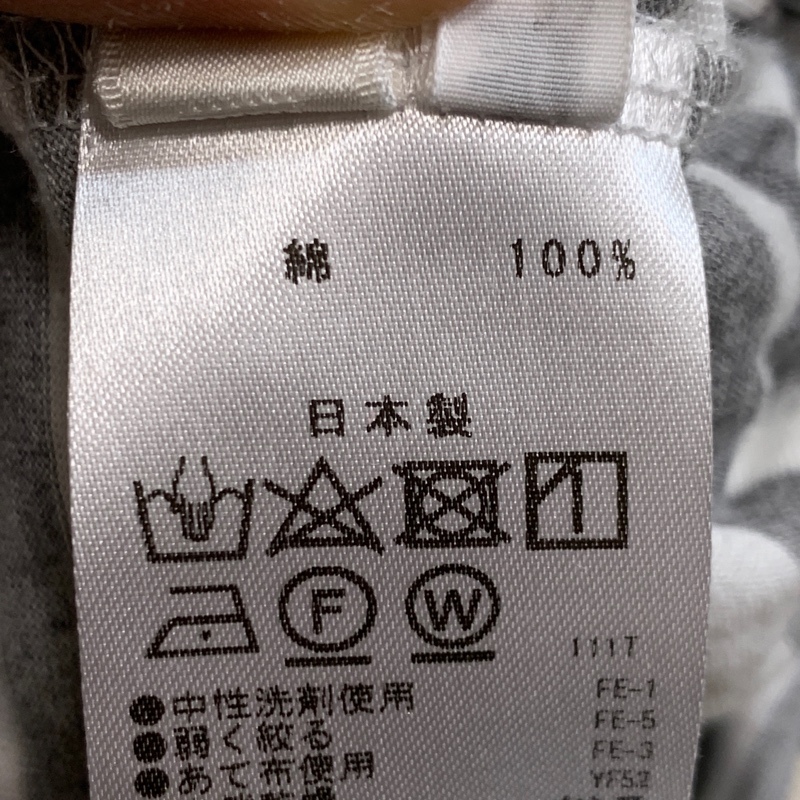 綿 100%
日本製
F W
111T
●中性洗剤使用 FE-1
●弱く絞る FE-5
●あて布使用 FE-3
YF52